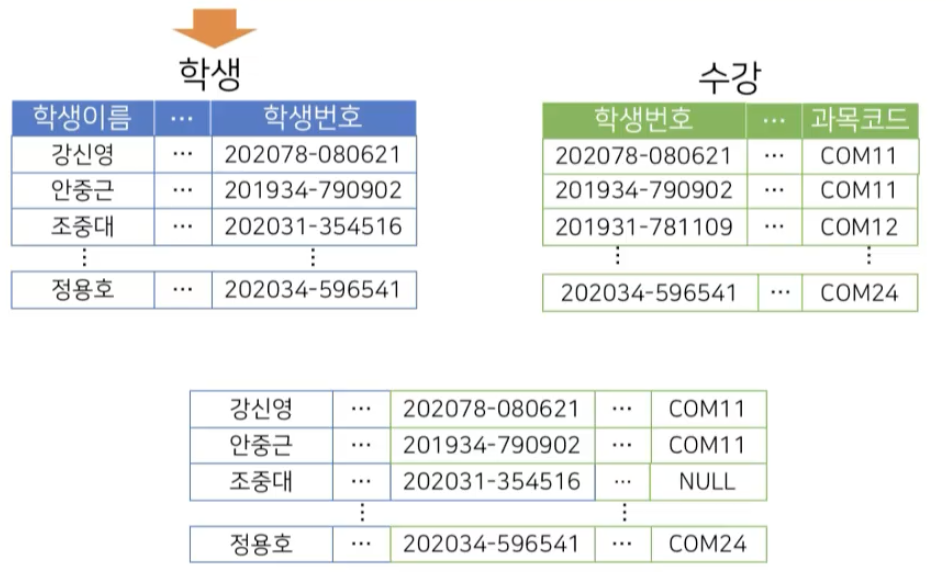 학생
학생이름 ... 학생번호
강신영 ... 202078-080621
안중근 ... 201934-790902
조중대 ... 202031-354516
⋮ ⋮
정용호 ... 202034-596541
수강
학생번호 ... 과목코드
202078-080621 ... COM11
201934-790902 ... COM11
201931-781109 ... COM12
⋮ ⋮
202034-596541 ... COM24
강신영 ... 202078-080621 ... COM11
안중근 ... 201934-790902 ... COM11
조중대 ... 202031-354516 ... NULL
⋮ ⋮
정용호 ... 202034-596541 ... COM24